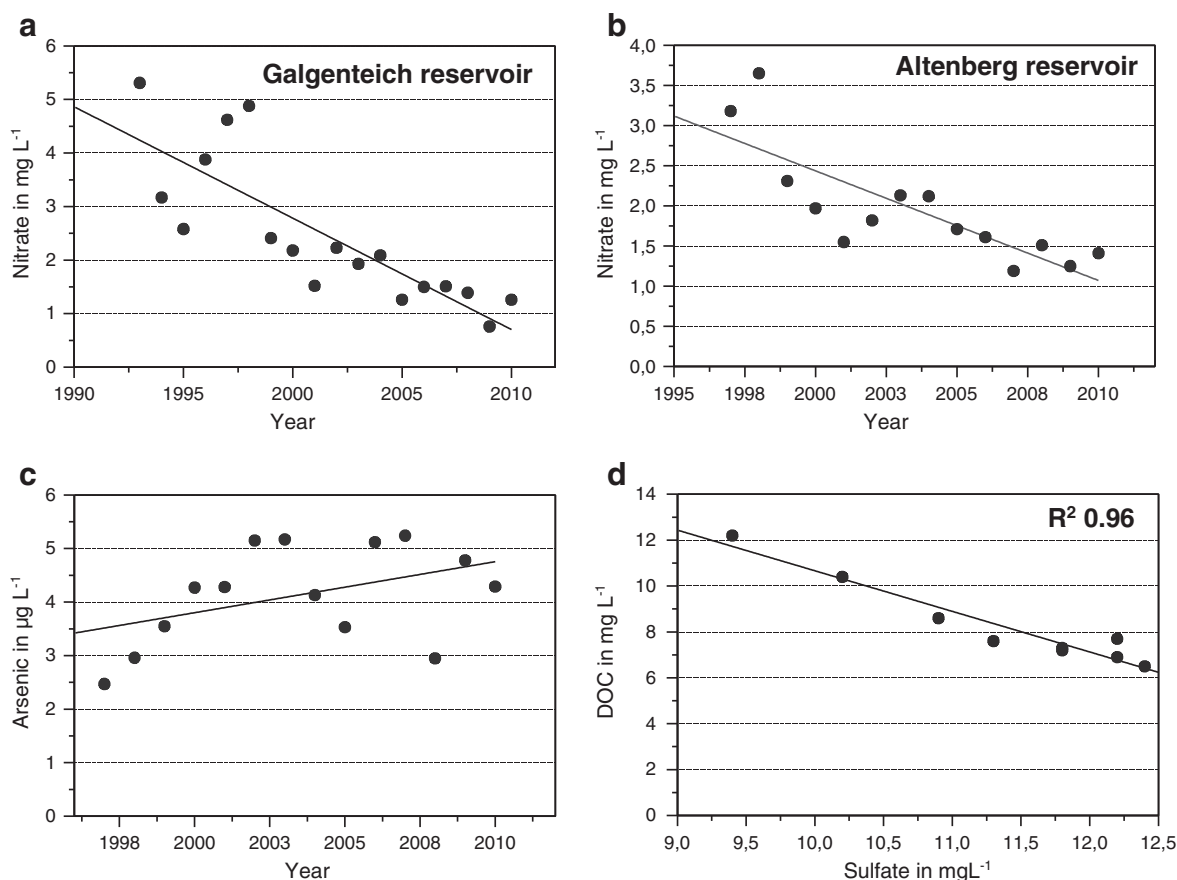 a
Galgenteich reservoir
Nitrate in mg L⁻¹
6
5
4
3
2
1
0
1990 1995 2000 2005 2010
Year
b
Altenberg reservoir
Nitrate in mg L⁻¹
4,0
3,5
3,0
2,5
2,0
1,5
1,0
0,5
0,0
1995 1998 2000 2003 2005 2008 2010
Year
c
Arsenic in µg L⁻¹
6
5
4
3
2
1
0
1998 2000 2003 2005 2008 2010
Year
d
R² 0.96
DOC in mg L⁻¹
14
12
10
8
6
4
2
0
9,0 9,5 10,0 10,5 11,0 11,5 12,0 12,5
Sulfate in mgL⁻¹